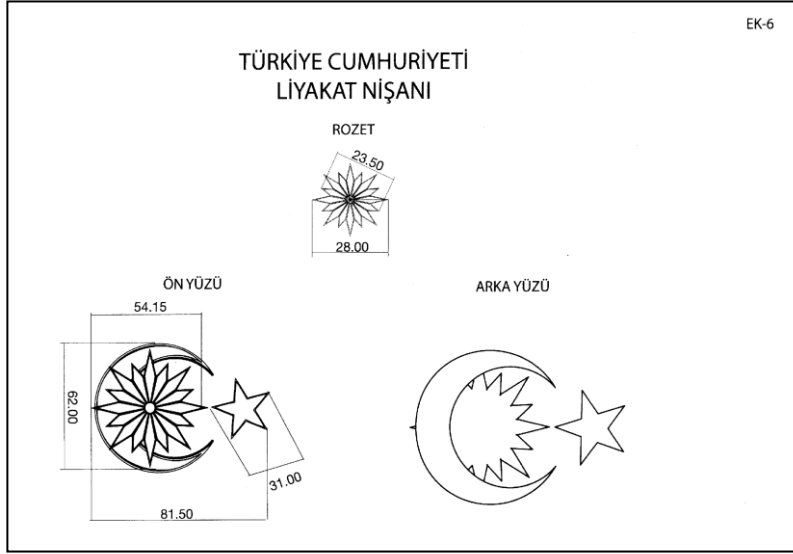 EK-6
TÜRKİYE CUMHURİYETİ
LİYAKAT NİŞANI
ROZET
23.50
28.00
ÖN YÜZÜ
ARKA YÜZÜ
54.15
62.00
31.00
81.50